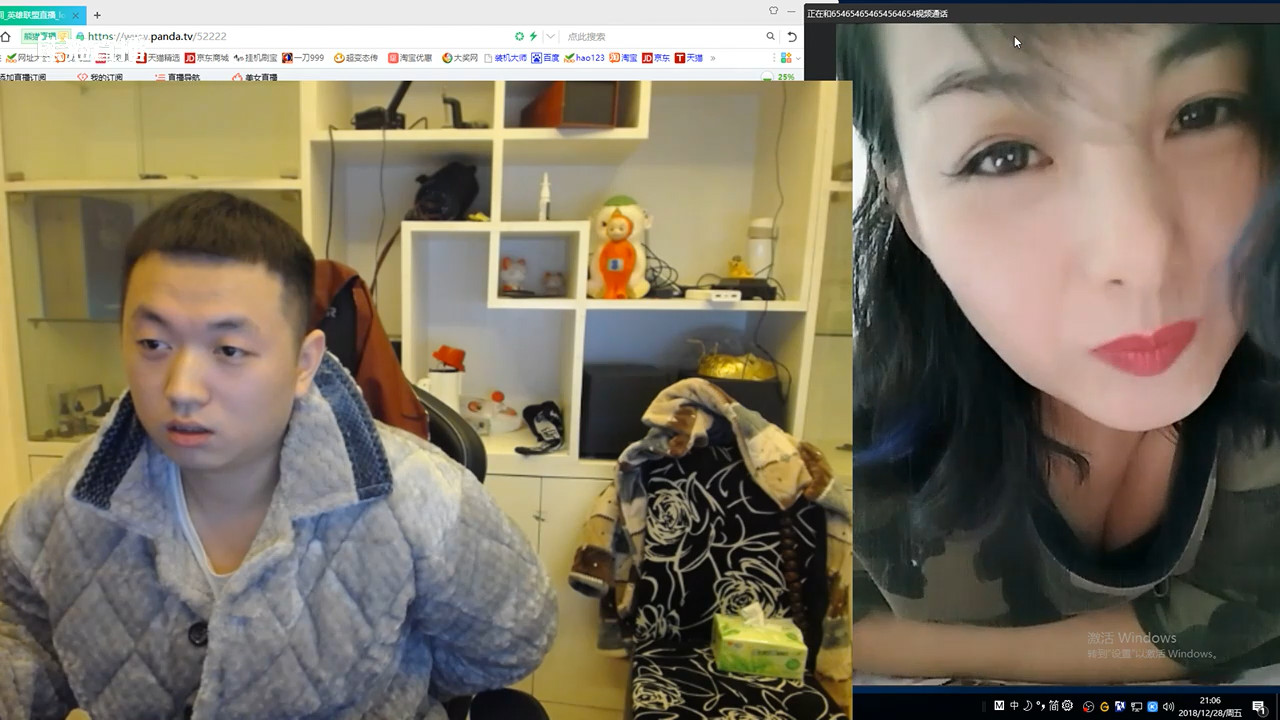 英雄联盟直播_lo
正在和654654654654564654视频通话
https://www.panda.tv/52222
点此搜索
网址大
天猫精选
京东商城
挂机刷宝
一刀999
超变态传
淘宝优惠
大奖网
装机大师
百度
hao123
淘宝
京东
天猫
添加直播订阅
我的订阅
直播导航
美女直播
25%
激活 Windows
转到"设置"以激活 Windows。
M 中 简
21:06
2018/12/28/周五
1